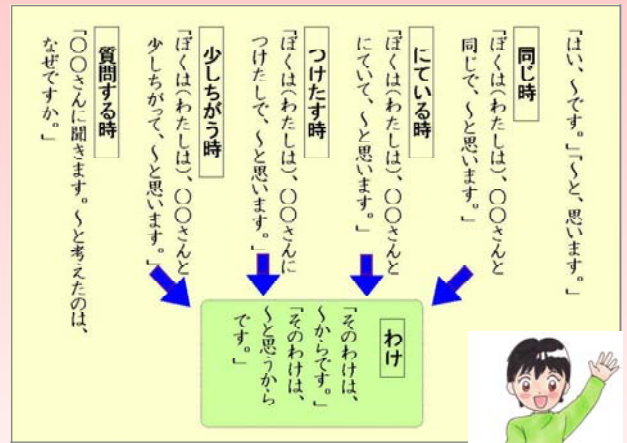 「はい、～です。」「～と、思います。」
同じ時
「ぼくは（わたしは）、〇〇さんと
同じで、～と思います。」
にている時
「ぼくは（わたしは）、〇〇さんと
にていて、～と思います。」
つけたす時
「ぼくは（わたしは）、〇〇さんに
つけたしで、～と思います。」
少しちがう時
「ぼくは（わたしは）、〇〇さんと
少しちがって、～と思います。」
質問する時
「〇〇さんに聞きます。～と考えたのは、
なぜですか。」
わけ
「そのわけは、
～からです。」
「そのわけは、
～と思うから
です。」